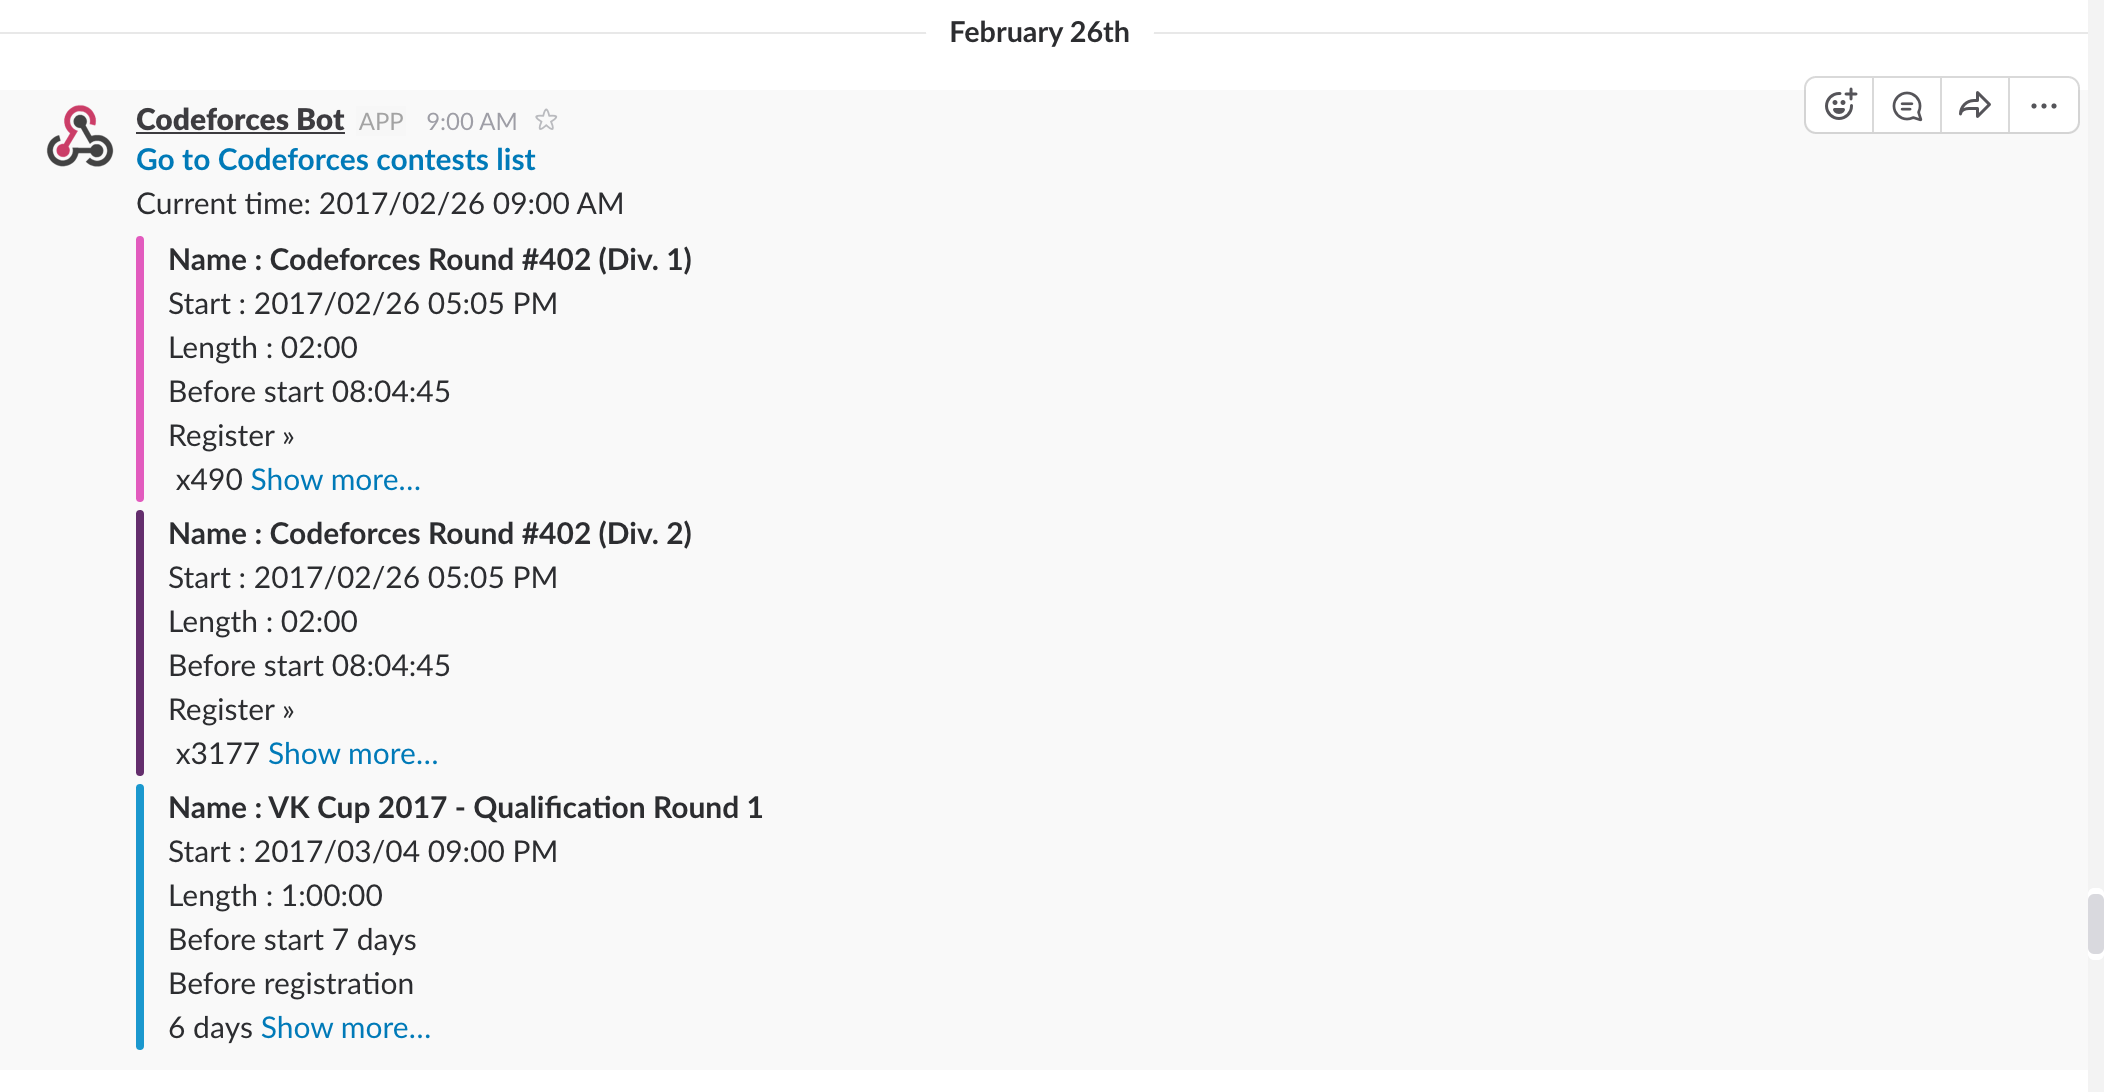 February 26th
Codeforces Bot APP 9:00 AM
Go to Codeforces contests list
Current time: 2017/02/26 09:00 AM
Name : Codeforces Round #402 (Div. 1)
Start : 2017/02/26 05:05 PM
Length : 02:00
Before start 08:04:45
Register »
x490 Show more...
Name : Codeforces Round #402 (Div. 2)
Start : 2017/02/26 05:05 PM
Length : 02:00
Before start 08:04:45
Register »
x3177 Show more...
Name : VK Cup 2017 - Qualification Round 1
Start : 2017/03/04 09:00 PM
Length : 1:00:00
Before start 7 days
Before registration
6 days Show more...